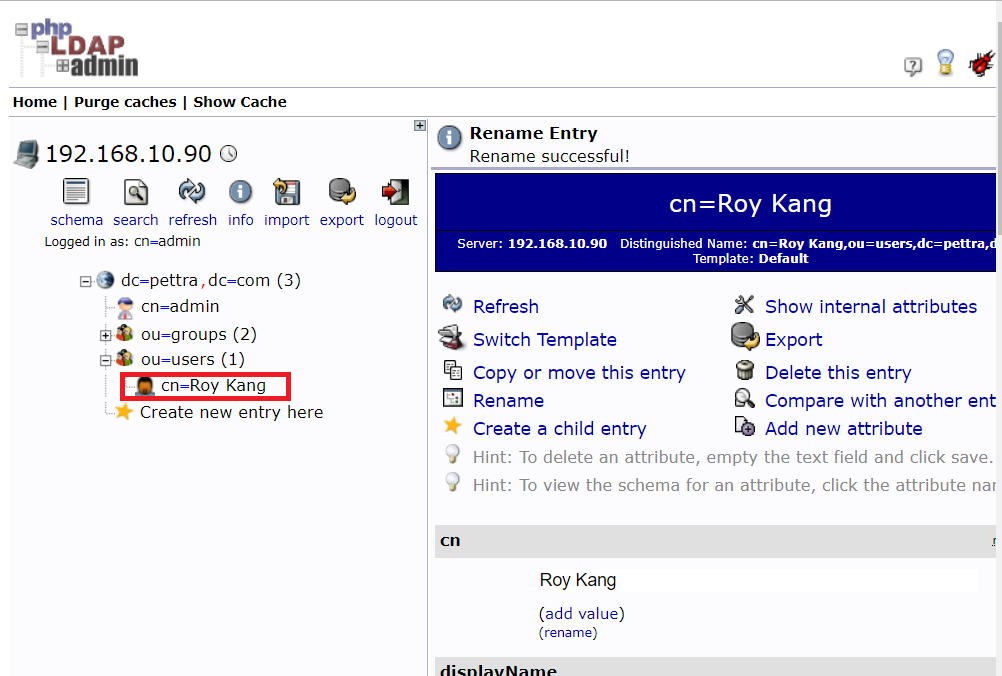 php
LDAP
admin
Home | Purge caches | Show Cache
192.168.10.90
schema search refresh info import export logout
Logged in as: cn=admin
dc=pettra,dc=com (3)
cn=admin
ou=groups (2)
ou=users (1)
cn=Roy Kang
Create new entry here
Rename Entry
Rename successful!
cn=Roy Kang
Server: 192.168.10.90 Distinguished Name: cn=Roy Kang,ou=users,dc=pettra,d
Template: Default
Refresh Show internal attributes
Switch Template Export
Copy or move this entry Delete this entry
Rename Compare with another ent
Create a child entry Add new attribute
Hint: To delete an attribute, empty the text field and click save.
Hint: To view the schema for an attribute, click the attribute nar
cn
Roy Kang
(add value)
(rename)
displayName